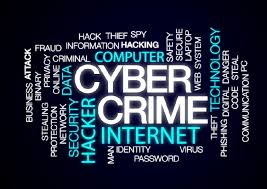 HACK THIEF SPY
INFORMATION HACKING
CRIMINAL COMPUTER
CYBER
CRIME
INTERNET
MAN IDENTITY VIRUS
PASSWORD
BUSINESS
ATTACK
BINARY
PRIVACY
FRAUD
ONLINE
STEALING
PROTECTION
NETWORK
SECURITY
DATA
HACKER
SAFETY
SECURE
LAPTOP
WEB
SYSTEM
THEFT
TECHNOLOGY
PHISHING
DIGITAL
DANGER
CODE
STEAL
COMMUNICATION
PC